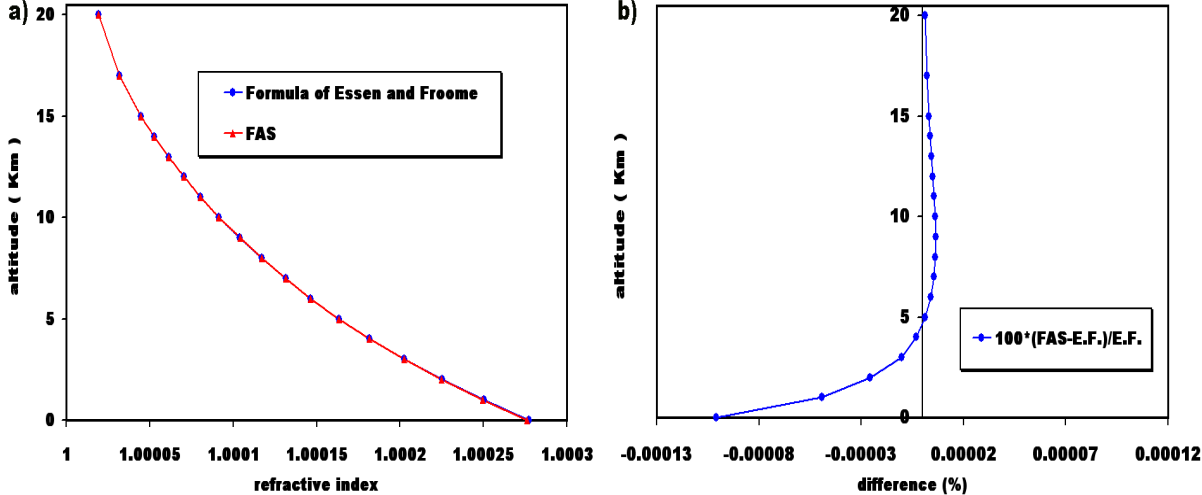 a)
20
15
10
5
0
altitude ( Km )
Formula of Essen and Froome
FAS
1 1.00005 1.0001 1.00015 1.0002 1.00025 1.0003
refractive index
b)
20
15
10
5
0
altitude ( Km )
100*(FAS-E.F.)/E.F.
-0.00013 -0.00008 -0.00003 0.00002 0.00007 0.00012
difference (%)